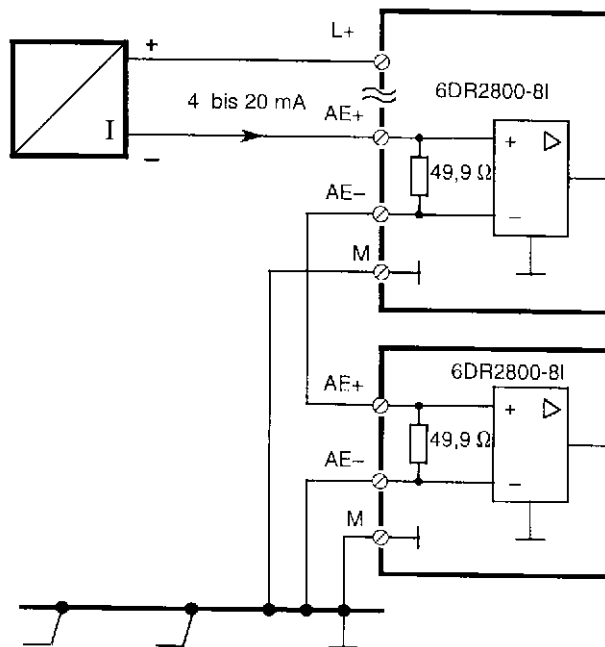 L+
+
6DR2800-8I
4 bis 20 mA
AE+
+
I
−
49,9 Ω
AE−
−
M
6DR2800-8I
AE+
+
49,9 Ω
AE−
−
M